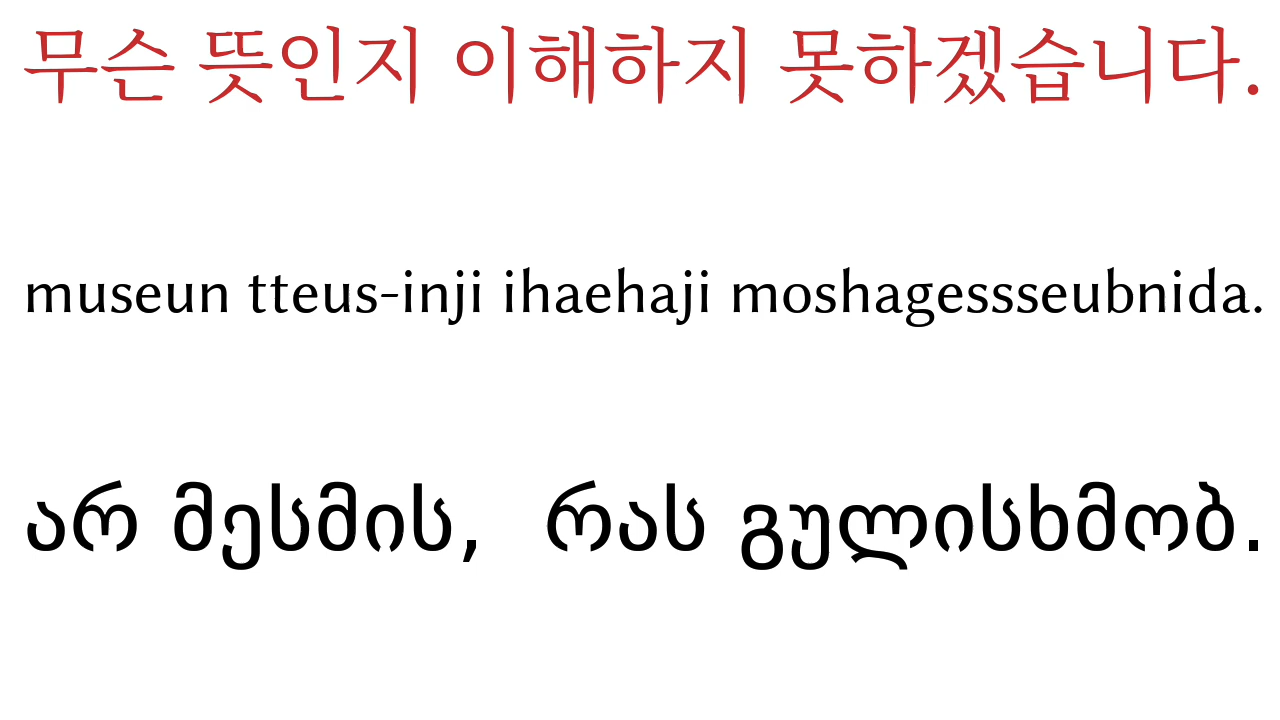 무슨 뜻인지 이해하지 못하겠습니다.
museun tteus-inji ihaehaji moshagessseubnida.
არ მესმის, რას გულისხმობ.